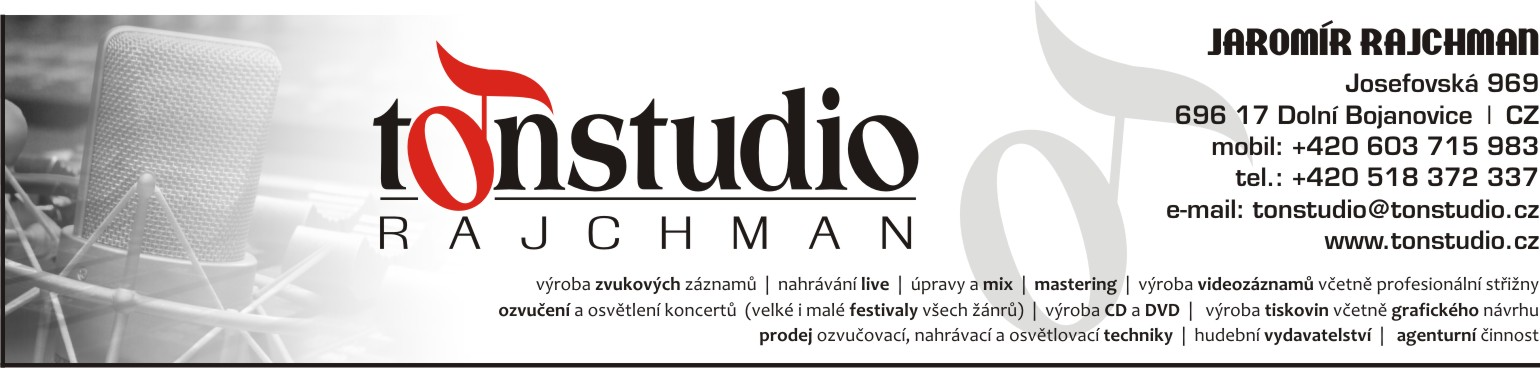 tonstudio
RAJCHMAN
JAROMÍR RAJCHMAN
Josefovská 969
696 17 Dolní Bojanovice | CZ
mobil: +420 603 715 983
tel.: +420 518 372 337
e-mail: tonstudio@tonstudio.cz
www.tonstudio.cz
výroba zvukových záznamů | nahrávání live | úpravy a mix | mastering | výroba videozáznamů včetně profesionální střižny
ozvučení a osvětlení koncertů (velké i malé festivaly všech žánrů) | výroba CD a DVD | výroba tiskovin včetně grafického návrhu
prodej ozvučovací, nahrávací a osvětlovací techniky | hudební vydavatelství | agenturní činnost